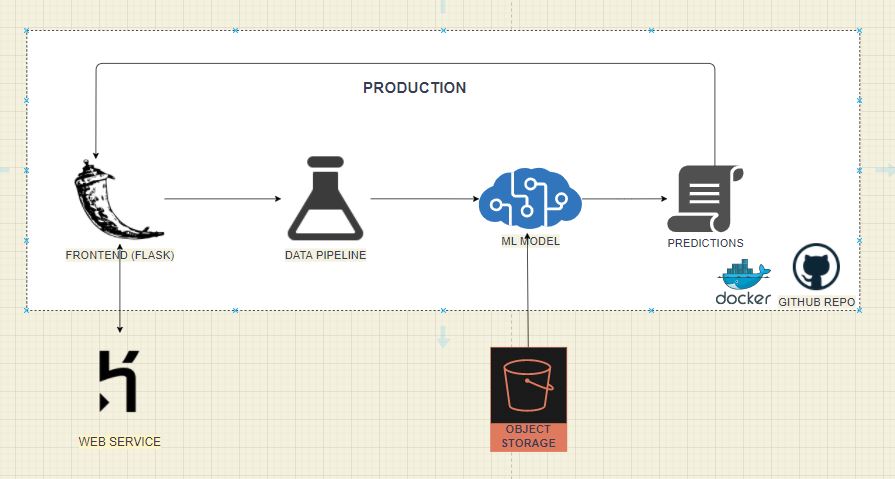 PRODUCTION
FRONTEND (FLASK)
DATA PIPELINE
ML MODEL
PREDICTIONS
docker
GITHUB REPO
WEB SERVICE
OBJECT
STORAGE